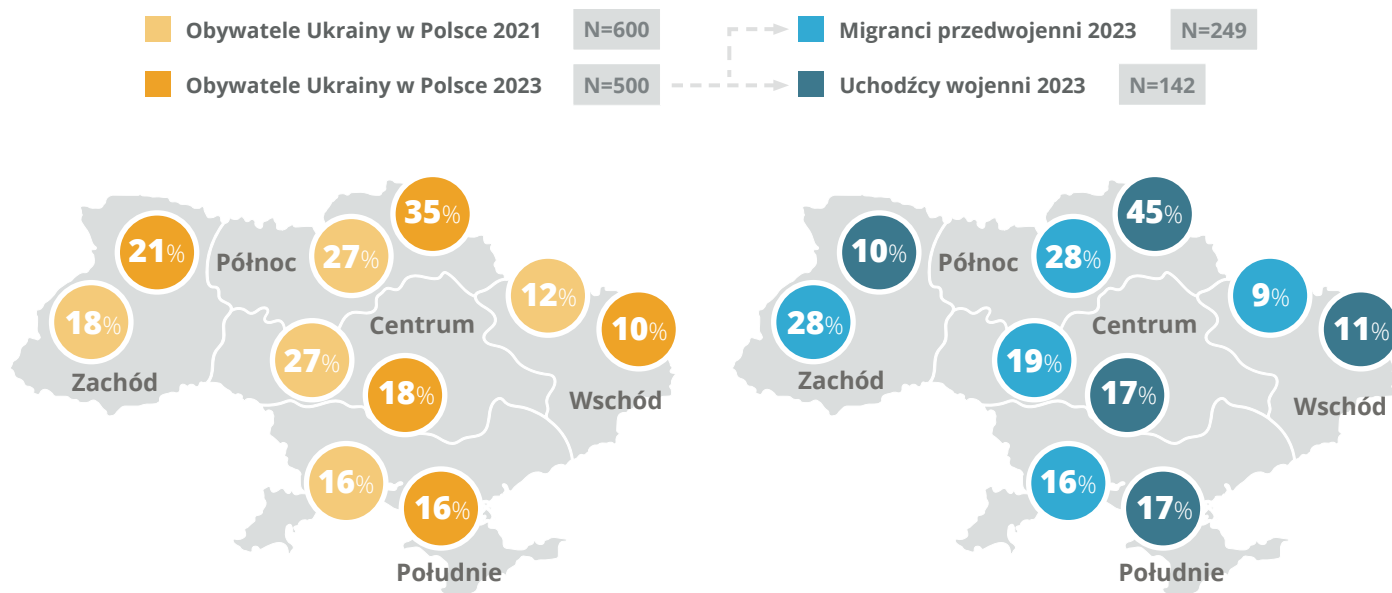 Obywatele Ukrainy w Polsce 2021 N=600
Migranci przedwojenni 2023 N=249
Obywatele Ukrainy w Polsce 2023 N=500
Uchodźcy wojenni 2023 N=142
35%
21%
Północ
27%
12%
18%
10%
Centrum
27%
Zachód
18%
Wschód
16%
16%
Południe
45%
10%
Północ
28%
9%
28%
11%
Centrum
19%
Zachód
17%
Wschód
16%
17%
Południe